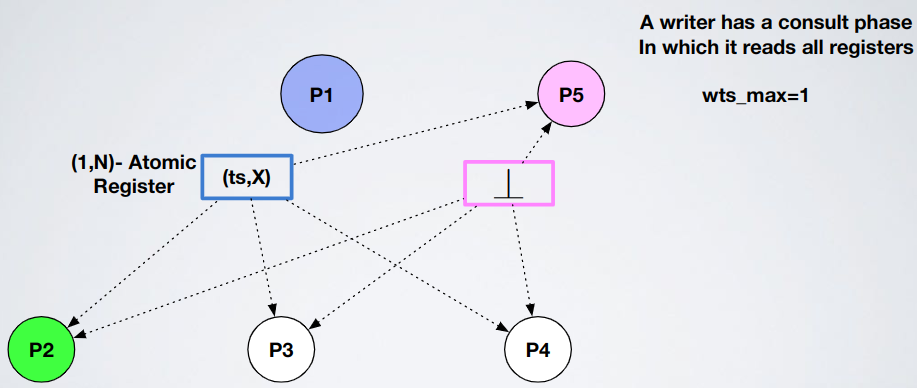 A writer has a consult phase
In which it reads all registers
wts_max=1
P1
P5
(1,N)- Atomic
Register
(ts,X)
⊥
P2
P3
P4